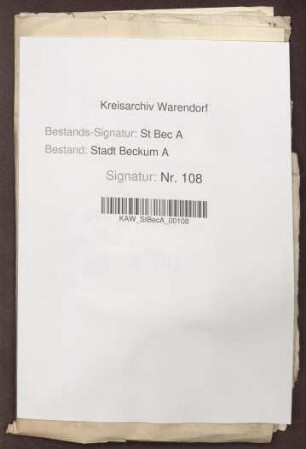 Kreisarchiv Warendorf
Bestands-Signatur: St Bec A
Bestand: Stadt Beckum A
Signatur: Nr. 108
KAW_StBecA_00108